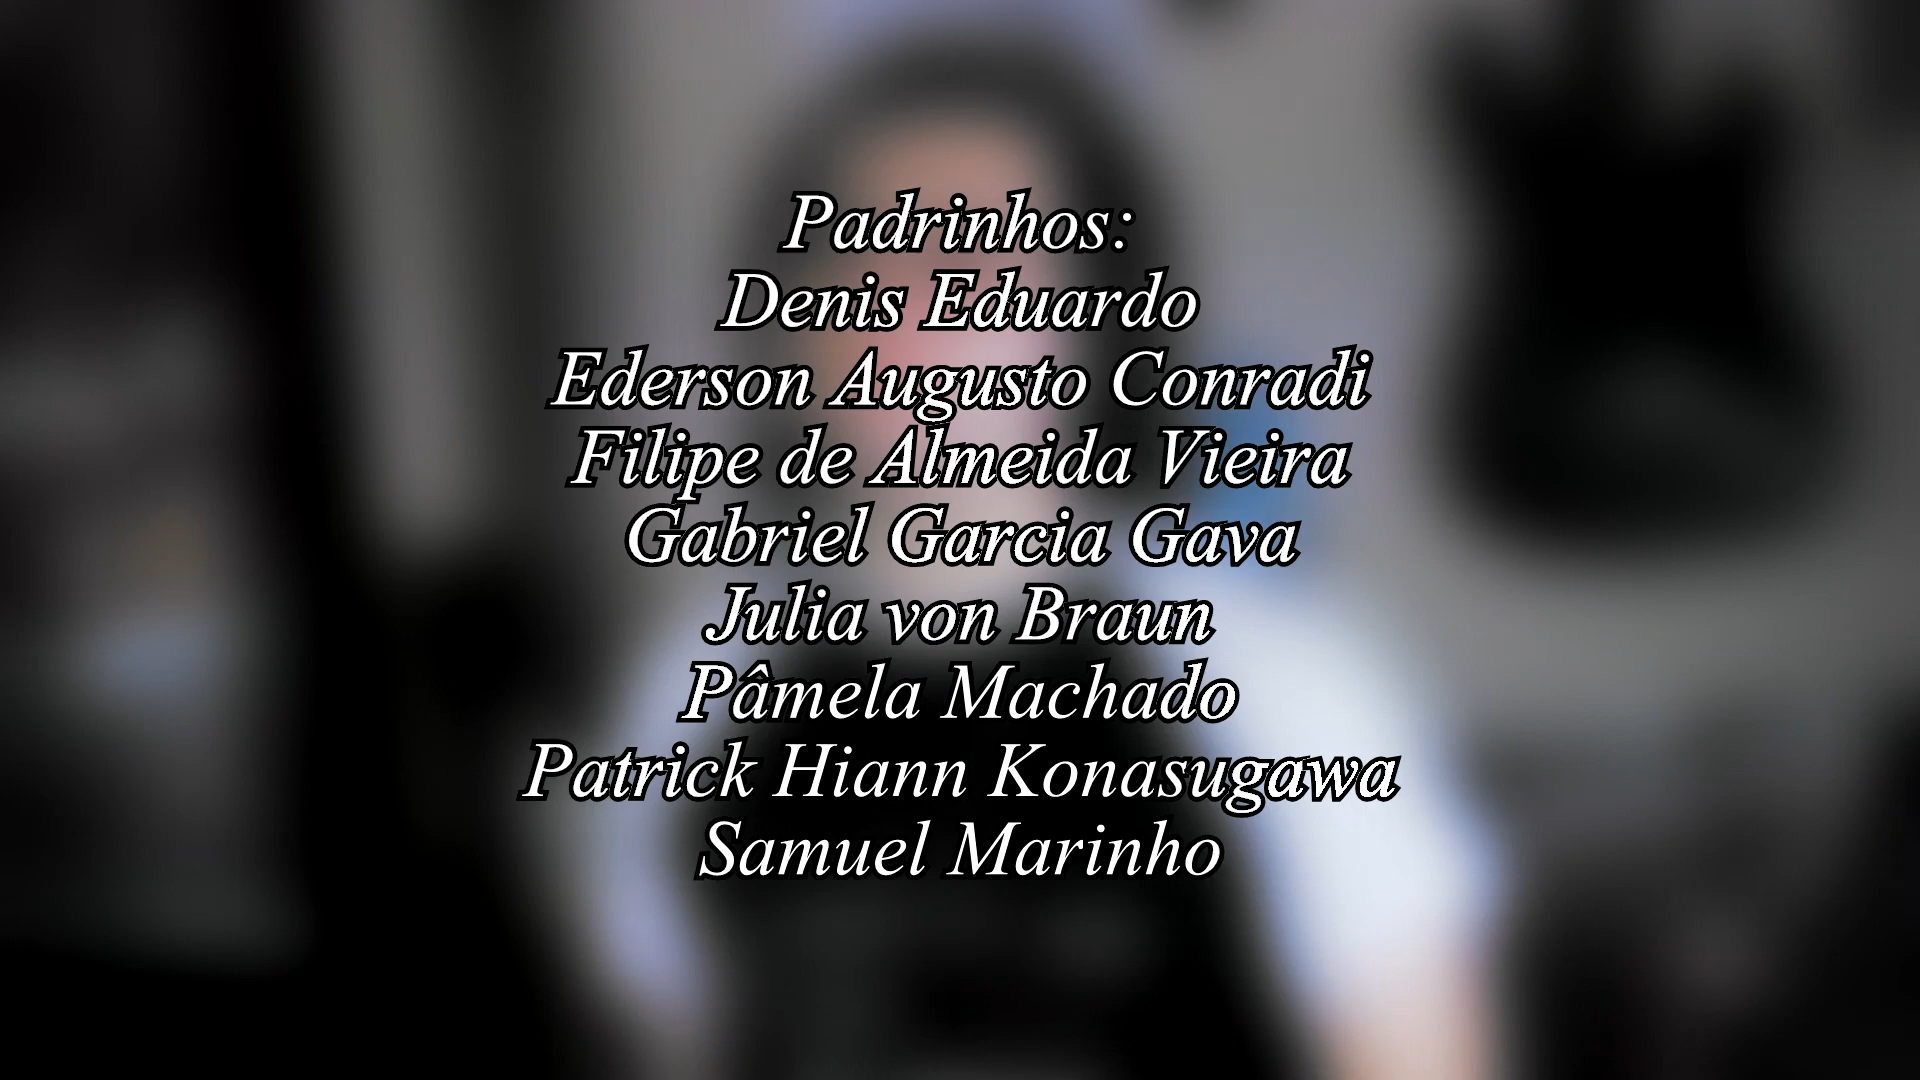 Padrinhos:
Denis Eduardo
Ederson Augusto Conradi
Filipe de Almeida Vieira
Gabriel Garcia Gava
Julia von Braun
Pâmela Machado
Patrick Hiann Konasugawa
Samuel Marinho